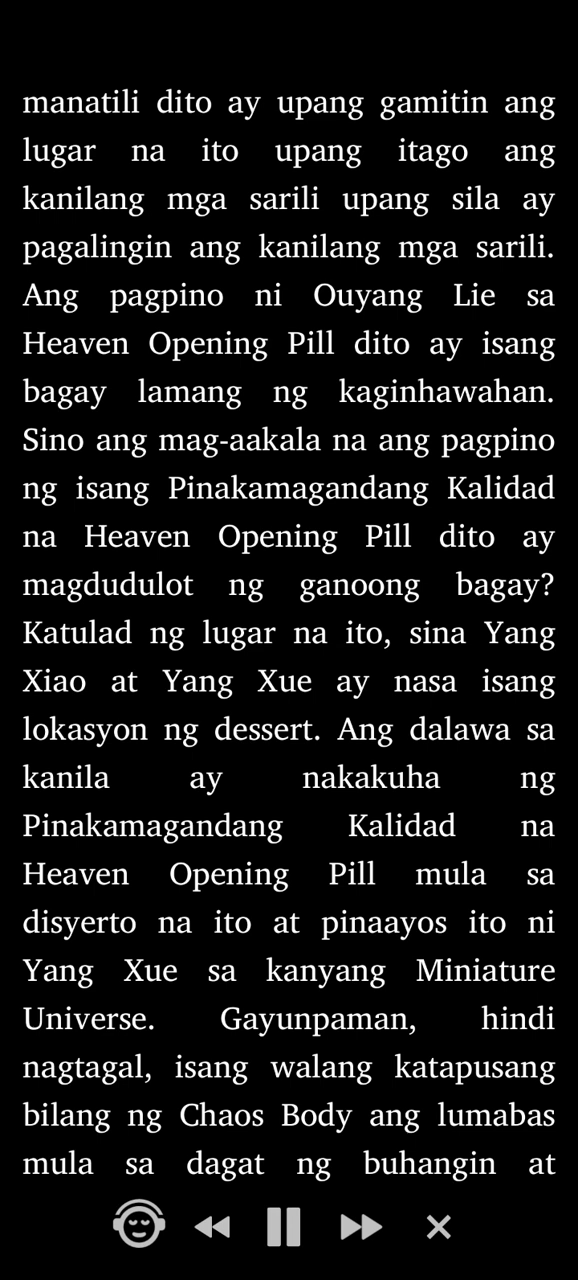 manatili dito ay upang gamitin ang
lugar na ito upang itago ang
kanilang mga sarili upang sila ay
pagalingin ang kanilang mga sarili.
Ang pagpino ni Ouyang Lie sa
Heaven Opening Pill dito ay isang
bagay lamang ng kaginhawahan.
Sino ang mag-aakala na ang pagpino
ng isang Pinakamagandang Kalidad
na Heaven Opening Pill dito ay
magdudulot ng ganoong bagay?
Katulad ng lugar na ito, sina Yang
Xiao at Yang Xue ay nasa isang
lokasyon ng dessert. Ang dalawa sa
kanila ay nakakuha ng
Pinakamagandang Kalidad na
Heaven Opening Pill mula sa
disyerto na ito at pinaayos ito ni
Yang Xue sa kanyang Miniature
Universe. Gayunpaman, hindi
nagtagal, isang walang katapusang
bilang ng Chaos Body ang lumabas
mula sa dagat ng buhangin at